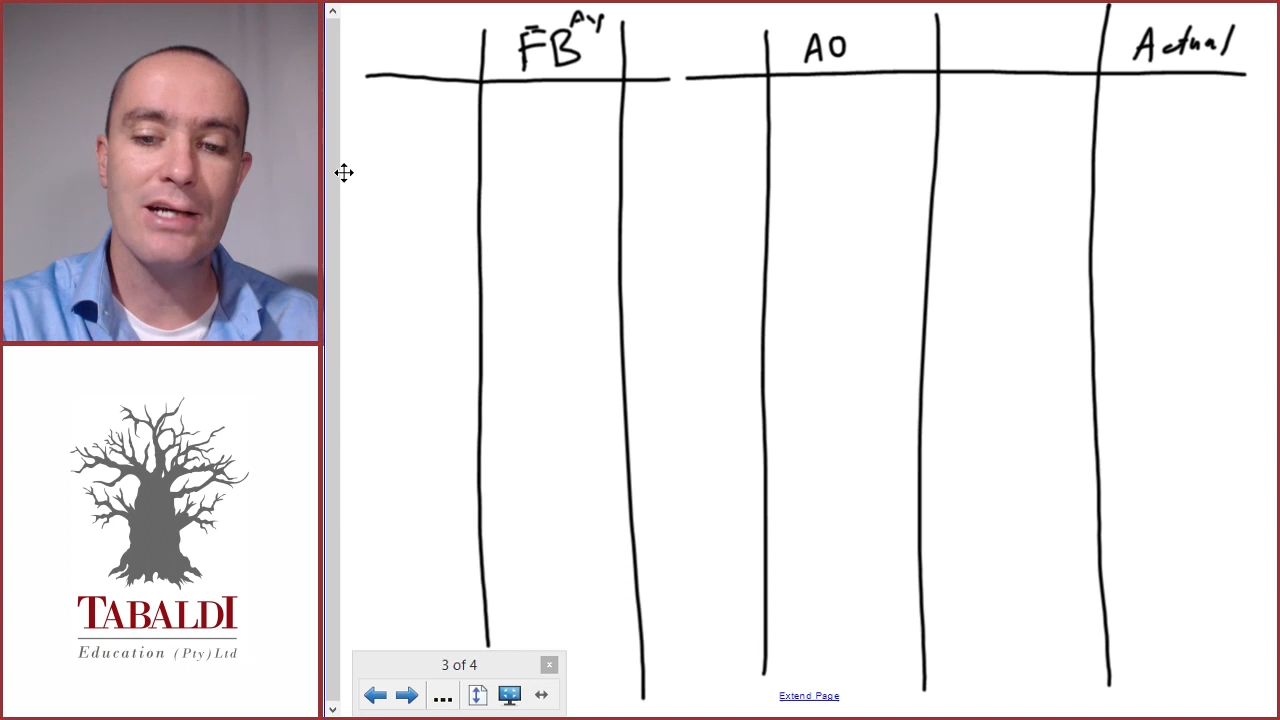 FB Ay
AO
Actual
TABALDI
Education (Pty) Ltd
3 of 4
Extend Page